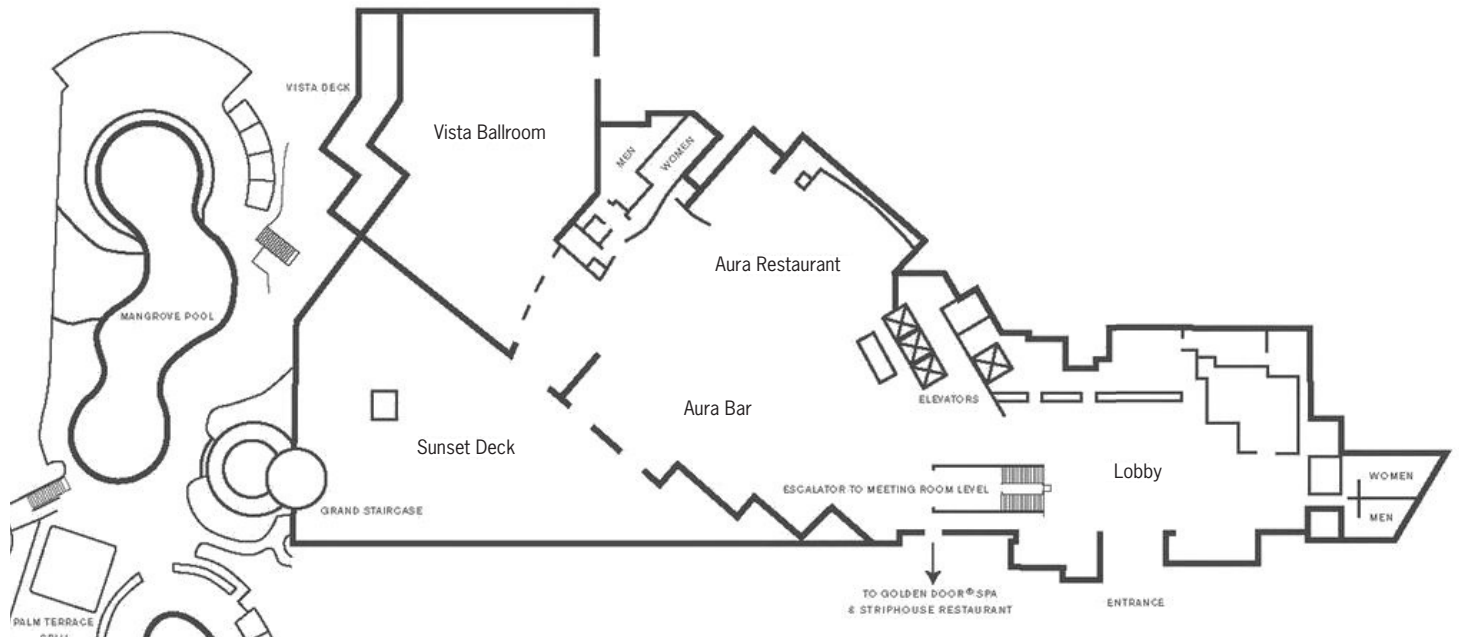 VISTA DECK
Vista Ballroom
MEN
WOMEN
Aura Restaurant
MANGROVE POOL
ELEVATORS
Aura Bar
Sunset Deck
Lobby
WOMEN
ESCALATOR TO MEETING ROOM LEVEL
GRAND STAIRCASE
MEN
TO GOLDEN DOOR® SPA
& STRIPHOUSE RESTAURANT
ENTRANCE
PALM TERRACE